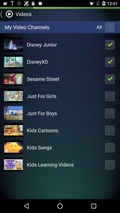 12:51
Videos
My Video Channels All
Disney Junior
DisneyXD
Sesame Street
Just For Girls
Just For Boys
Kids Cartoons
Kids Songs
Kids Learning Videos